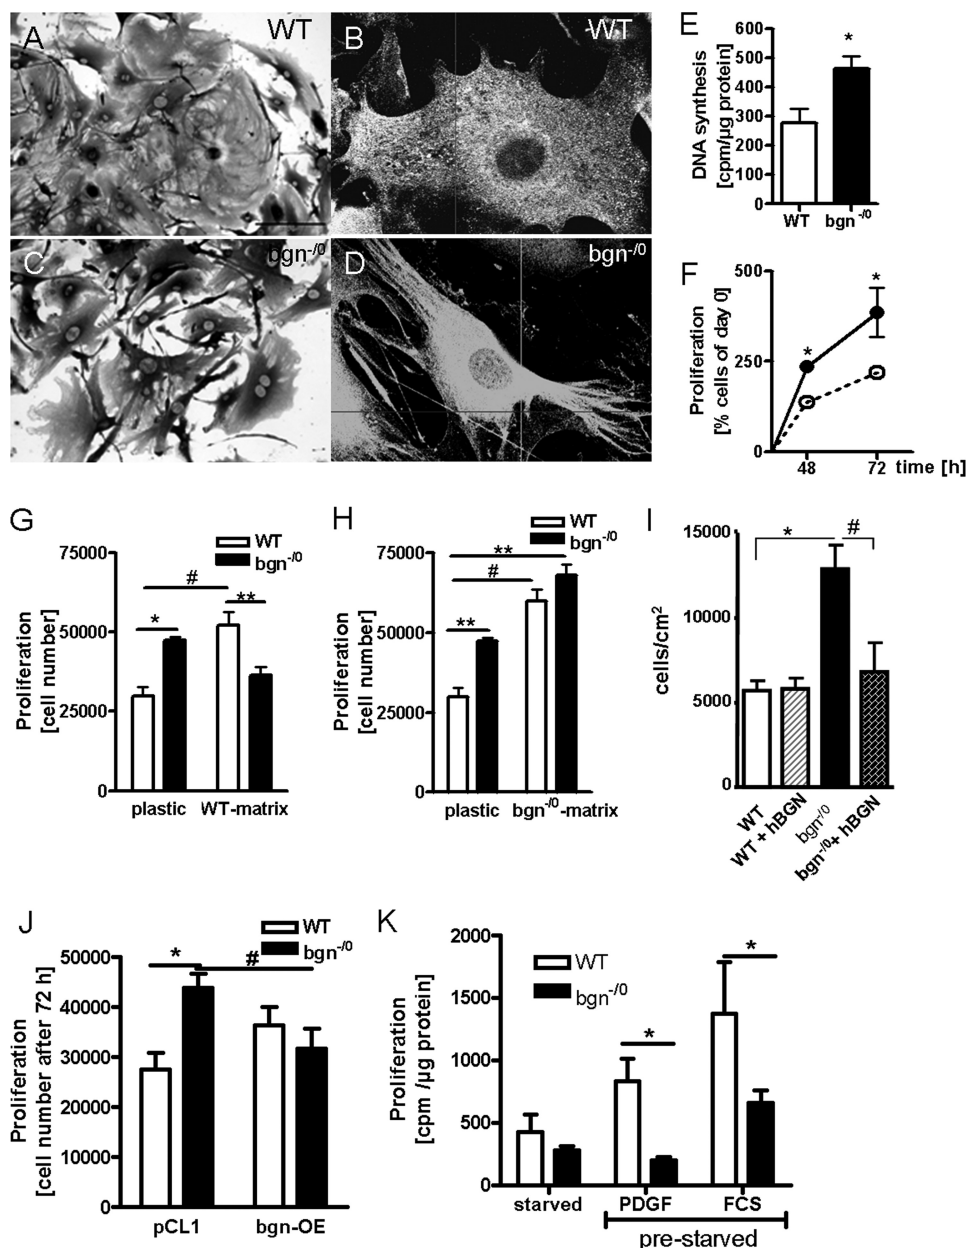 A WT
B WT
C bgn-/0
D bgn-/0
E
600
500
400
300
200
100
0
DNA synthesis
[cpm/µg protein]
*
WT bgn-/0
F
500
250
0
Proliferation
[% cells of day 0]
*
*
48 72 time [h]
G
WT
bgn-/0
75000
50000
25000
0
Proliferation
[cell number]
#
*
**
plastic WT-matrix
H
WT
bgn-/0
75000
50000
25000
0
Proliferation
[cell number]
**
#
**
plastic bgn-/0-matrix
I
15000
10000
5000
0
cells/cm2
*
#
WT
WT + hBGN
bgn-/0
bgn-/0+ hBGN
J
WT
bgn-/0
50000
40000
30000
20000
10000
0
Proliferation
[cell number after 72 h]
*
#
pCL1 bgn-OE
K
WT
bgn-/0
2000
1500
1000
500
0
Proliferation
[cpm /µg protein]
*
*
starved PDGF FCS
pre-starved